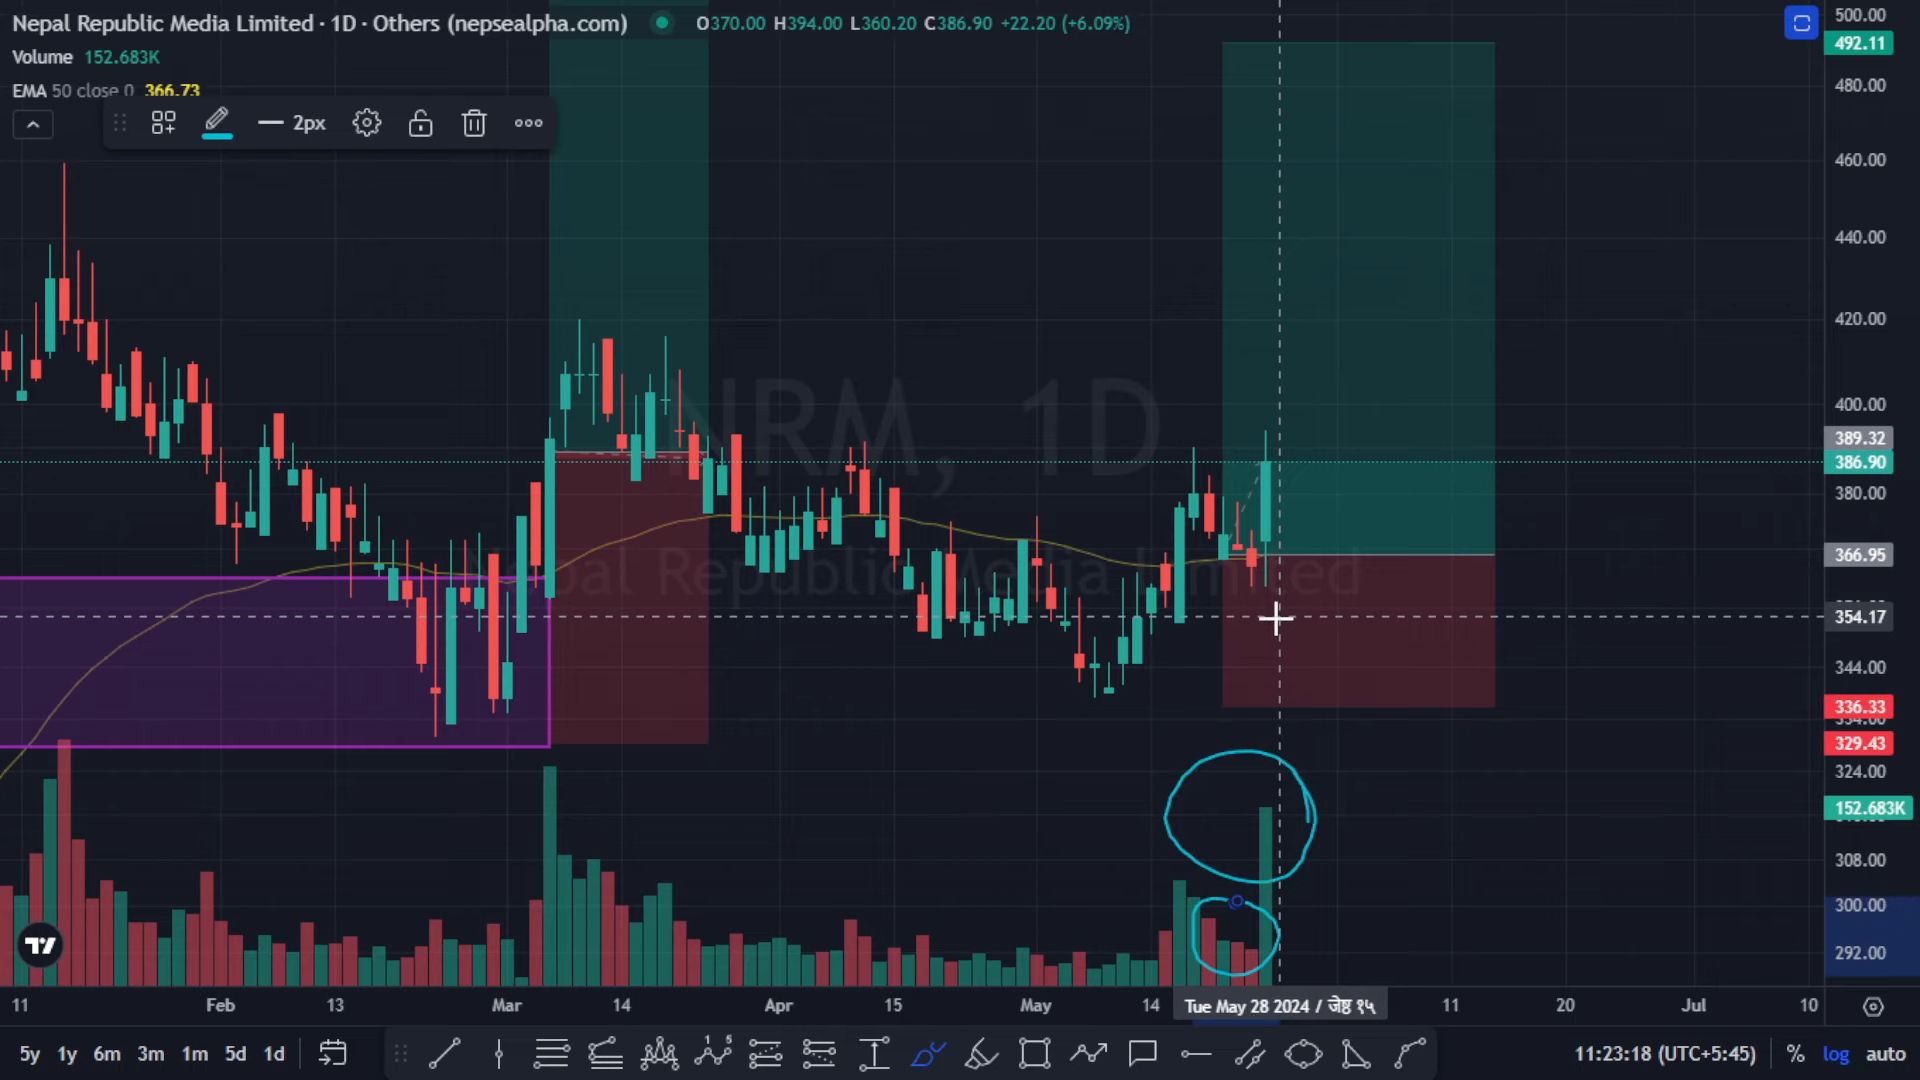 Nepal Republic Media Limited · 1D · Others (nepsealpha.com) O370.00 H394.00 L360.20 C386.90 +22.20 (+6.09%)
Volume 152.683K
EMA 50 close 0 366.73
2px
500.00
492.11
480.00
460.00
440.00
420.00
400.00
389.32
386.90
380.00
366.95
354.17
344.00
336.33
334.00
329.43
324.00
152.683K
308.00
300.00
292.00
NRM, 1D
Nepal Republic Media Limited
11 Feb 13 Mar 14 Apr 15 May 14 Tue May 28 2024 / जेष्ठ १५ 11 20 Jul 10
5y 1y 6m 3m 1m 5d 1d 11:23:18 (UTC+5:45) % log auto